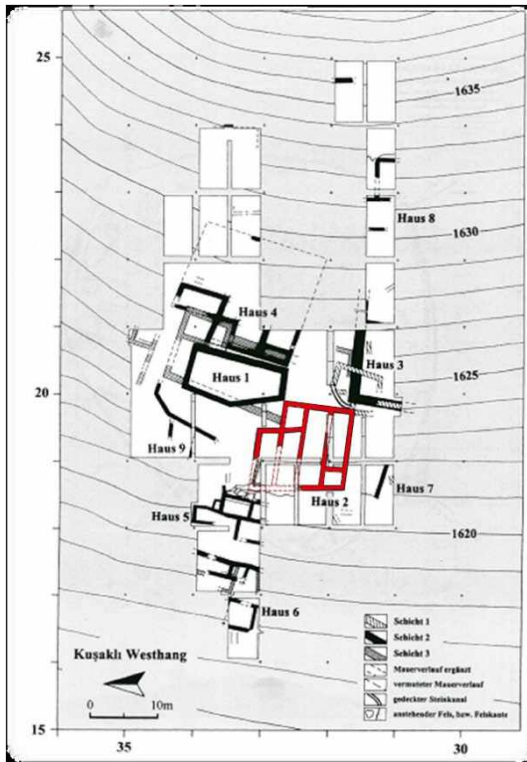 25
1635
Haus 8
1630
Haus 4
Haus 3
20
Haus 1
1625
Haus 9
Haus 2
Haus 7
Haus 5
1620
Haus 6
Schicht 1
Schicht 2
Schicht 3
Mauerverlauf ergänzt
vermuteter Mauerverlauf
gedeckter Steinkanal
anstehender Fels, bzw. Felskante
Kuşaklı Westhang
0 10m
15
35 30